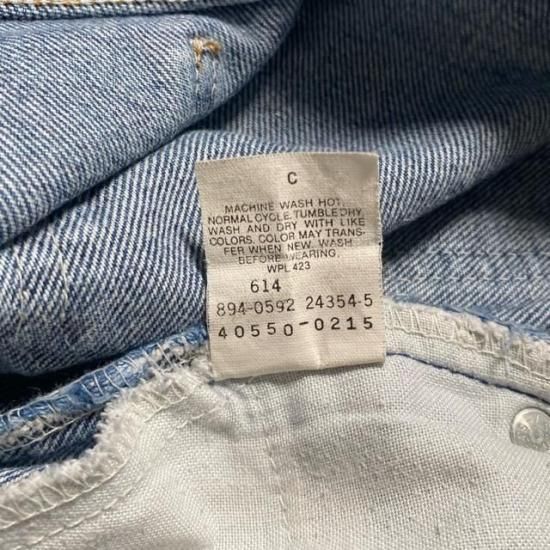 C
MACHINE WASH HOT,
NORMAL CYCLE. TUMBLE DRY.
WASH AND DRY WITH LIKE
COLORS. COLOR MAY TRANS-
FER WHEN NEW. WASH
BEFORE WEARING.
WPL 423
614
894-0592 24354-5
40550-0215